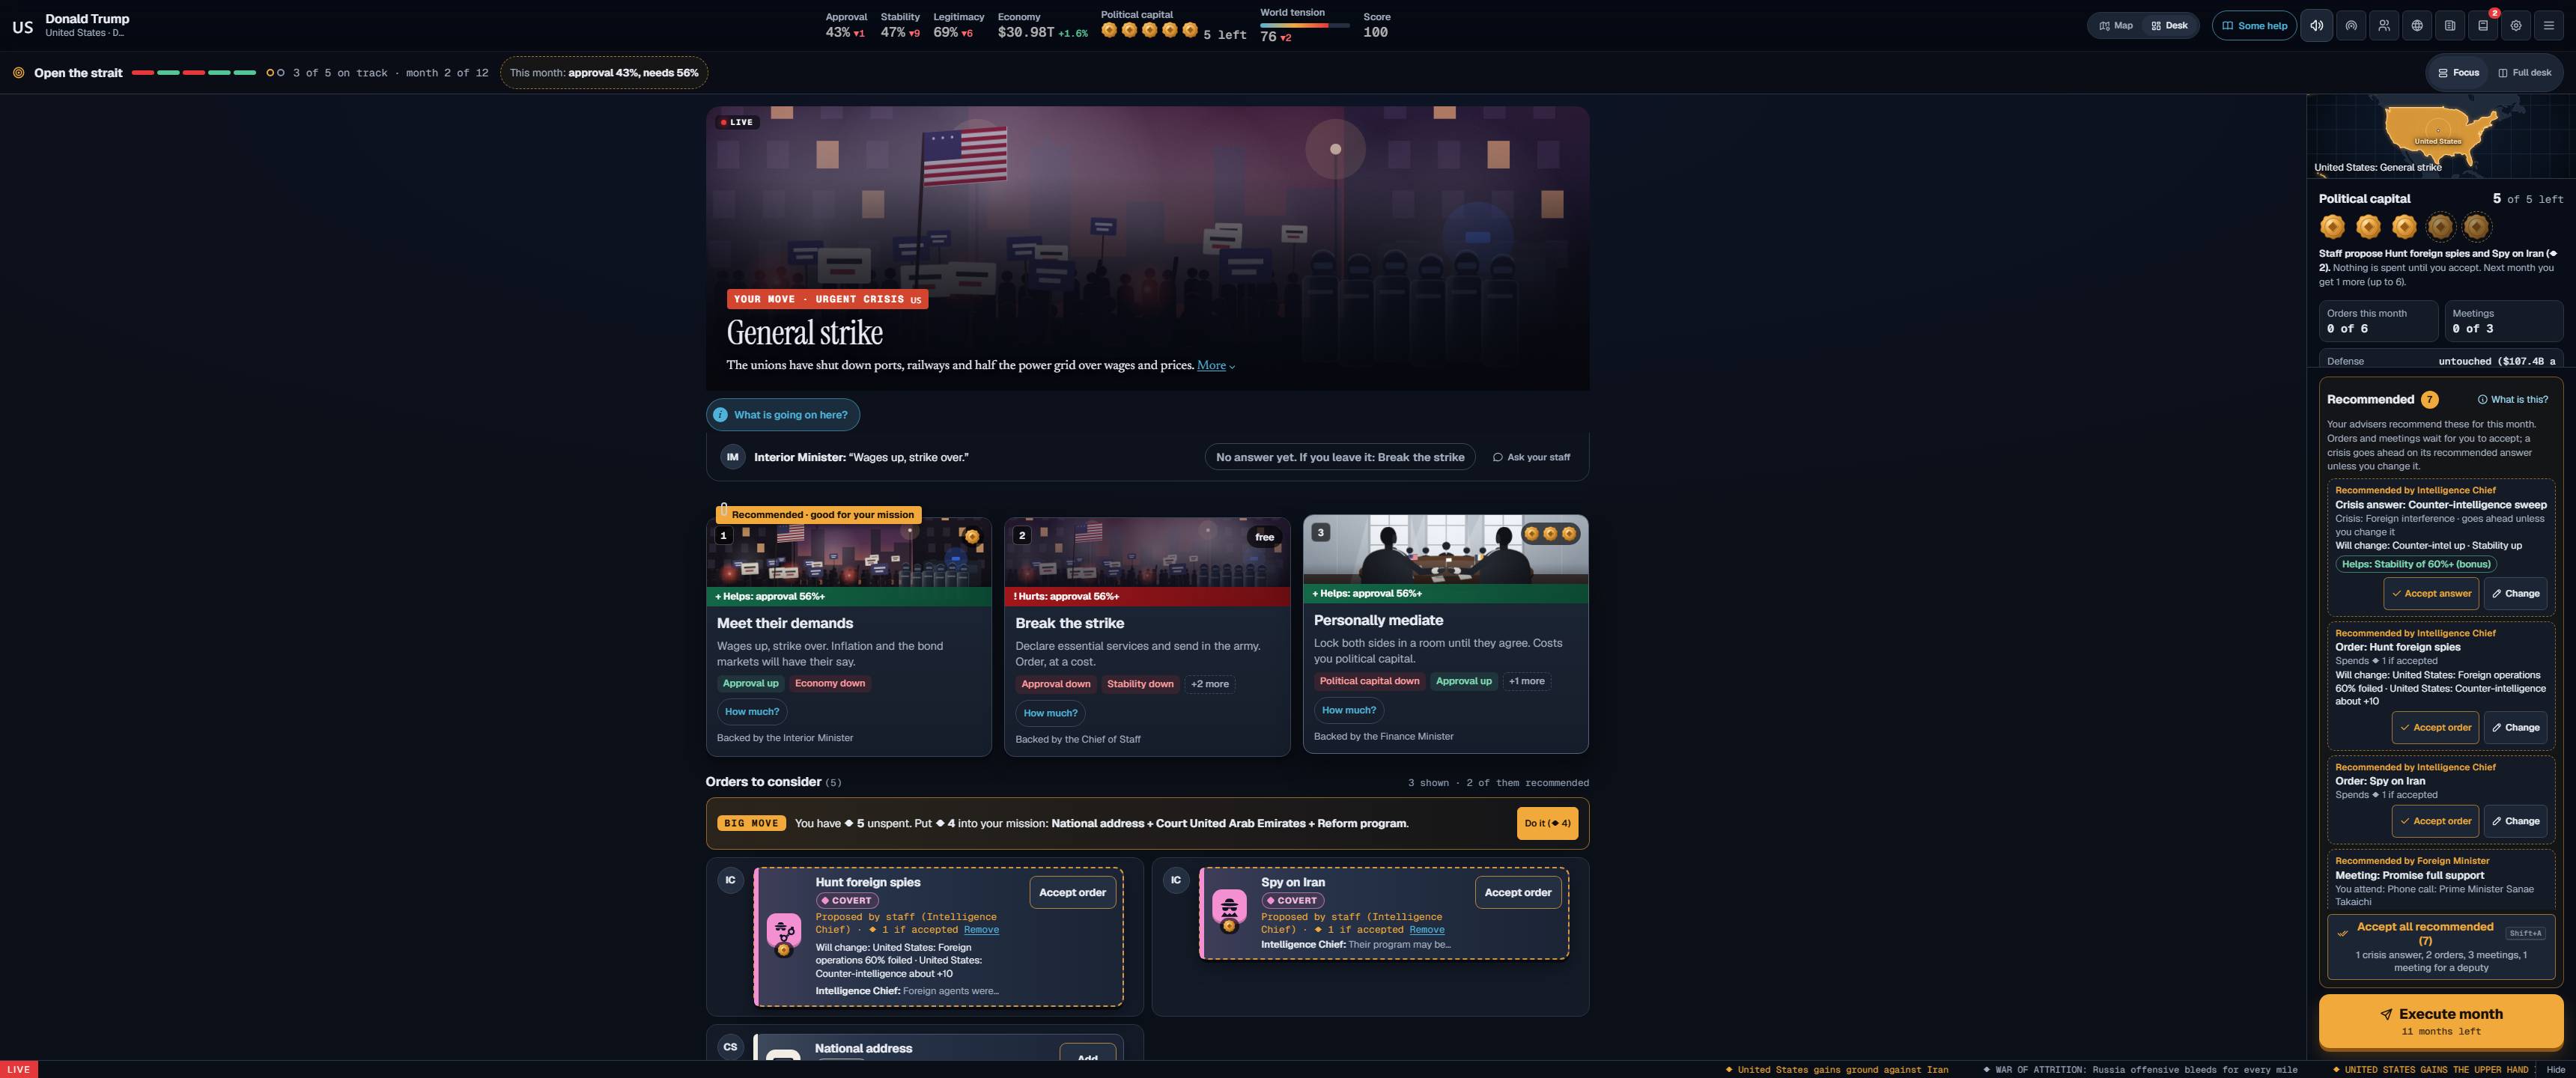 US
Donald Trump
United States · D...
Approval
43% ▾1
Stability
47% ▾9
Legitimacy
69% ▾6
Economy
$30.98T +1.6%
Political capital
5 left
World tension
76 ▾2
Score
100
Map
Desk
Some help
2
Open the strait
3 of 5 on track · month 2 of 12
This month: approval 43%, needs 56%
Focus
Full desk
LIVE
YOUR MOVE · URGENT CRISIS US
General strike
The unions have shut down ports, railways and half the power grid over wages and prices. More
What is going on here?
IM
Interior Minister: “Wages up, strike over.”
No answer yet. If you leave it: Break the strike
Ask your staff
Recommended · good for your mission
1
+ Helps: approval 56%+
Meet their demands
Wages up, strike over. Inflation and the bond
markets will have their say.
Approval up
Economy down
How much?
Backed by the Interior Minister
2
free
! Hurts: approval 56%+
Break the strike
Declare essential services and send in the army.
Order, at a cost.
Approval down
Stability down
+2 more
How much?
Backed by the Chief of Staff
3
+ Helps: approval 56%+
Personally mediate
Lock both sides in a room until they agree. Costs
you political capital.
Political capital down
Approval up
+1 more
How much?
Backed by the Finance Minister
Orders to consider (5)
3 shown · 2 of them recommended
BIG MOVE
You have ◆ 5 unspent. Put ◆ 4 into your mission: National address + Court United Arab Emirates + Reform program.
Do it (◆ 4)
IC
Hunt foreign spies
◆ COVERT
Proposed by staff (Intelligence
Chief) · ◆ 1 if accepted Remove
Will change: United States: Foreign
operations 60% foiled · United States:
Counter-intelligence about +10
Intelligence Chief: Foreign agents were...
Accept order
IC
Spy on Iran
◆ COVERT
Proposed by staff (Intelligence
Chief) · ◆ 1 if accepted Remove
Intelligence Chief: Their program may be...
Accept order
CS
National address
Add
United States
United States: General strike
Political capital
5 of 5 left
Staff propose Hunt foreign spies and Spy on Iran (◆
2). Nothing is spent until you accept. Next month you
get 1 more (up to 6).
Orders this month
0 of 6
Meetings
0 of 3
Defense
untouched ($107.4B a
Recommended 7
What is this?
Your advisers recommend these for this month.
Orders and meetings wait for you to accept; a
crisis goes ahead on its recommended answer
unless you change it.
Recommended by Intelligence Chief
Crisis answer: Counter-intelligence sweep
Crisis: Foreign interference · goes ahead unless
you change it
Will change: Counter-intel up · Stability up
Helps: Stability of 60%+ (bonus)
Accept answer
Change
Recommended by Intelligence Chief
Order: Hunt foreign spies
Spends ◆ 1 if accepted
Will change: United States: Foreign operations
60% foiled · United States: Counter-intelligence
about +10
Accept order
Change
Recommended by Intelligence Chief
Order: Spy on Iran
Spends ◆ 1 if accepted
Accept order
Change
Recommended by Foreign Minister
Meeting: Promise full support
You attend: Phone call: Prime Minister Sanae
Takaichi
Accept all recommended
(7)
Shift+A
1 crisis answer, 2 orders, 3 meetings, 1
meeting for a deputy
Execute month
11 months left
LIVE
◆ United States gains ground against Iran
◆ WAR OF ATTRITION: Russia offensive bleeds for every mile
◆ UNITED STATES GAINS THE UPPER HAND
Hide